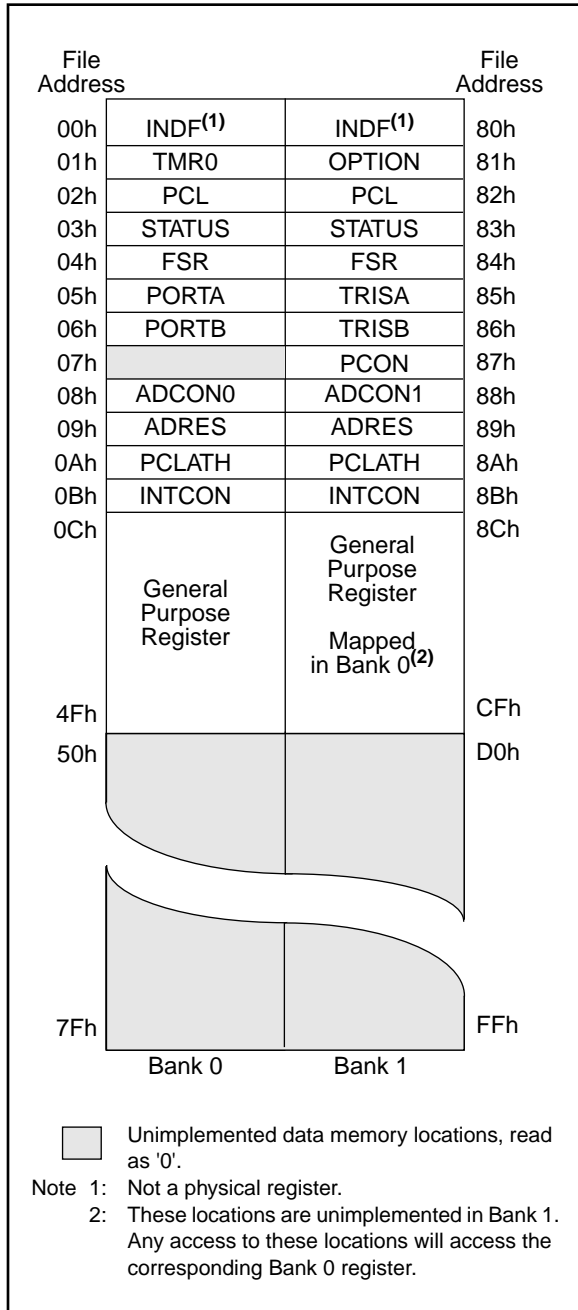 File Address File Address
00h INDF(1) INDF(1) 80h
01h TMR0 OPTION 81h
02h PCL PCL 82h
03h STATUS STATUS 83h
04h FSR FSR 84h
05h PORTA TRISA 85h
06h PORTB TRISB 86h
07h PCON 87h
08h ADCON0 ADCON1 88h
09h ADRES ADRES 89h
0Ah PCLATH PCLATH 8Ah
0Bh INTCON INTCON 8Bh
0Ch 8Ch
General
Purpose
Register
General
Purpose
Register
Mapped
in Bank 0(2)
4Fh CFh
50h D0h
7Fh FFh
Bank 0 Bank 1
Unimplemented data memory locations, read
as '0'.
Note 1: Not a physical register.
2: These locations are unimplemented in Bank 1.
Any access to these locations will access the
corresponding Bank 0 register.